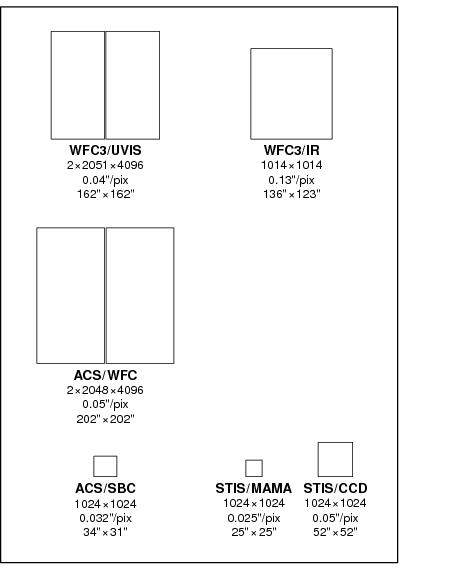 WFC3/UVIS
2×2051×4096
0.04"/pix
162"×162"
WFC3/IR
1014×1014
0.13"/pix
136"×123"
ACS/WFC
2×2048×4096
0.05"/pix
202"×202"
ACS/SBC
1024×1024
0.032"/pix
34"×31"
STIS/MAMA
1024×1024
0.025"/pix
25"×25"
STIS/CCD
1024×1024
0.05"/pix
52"×52"